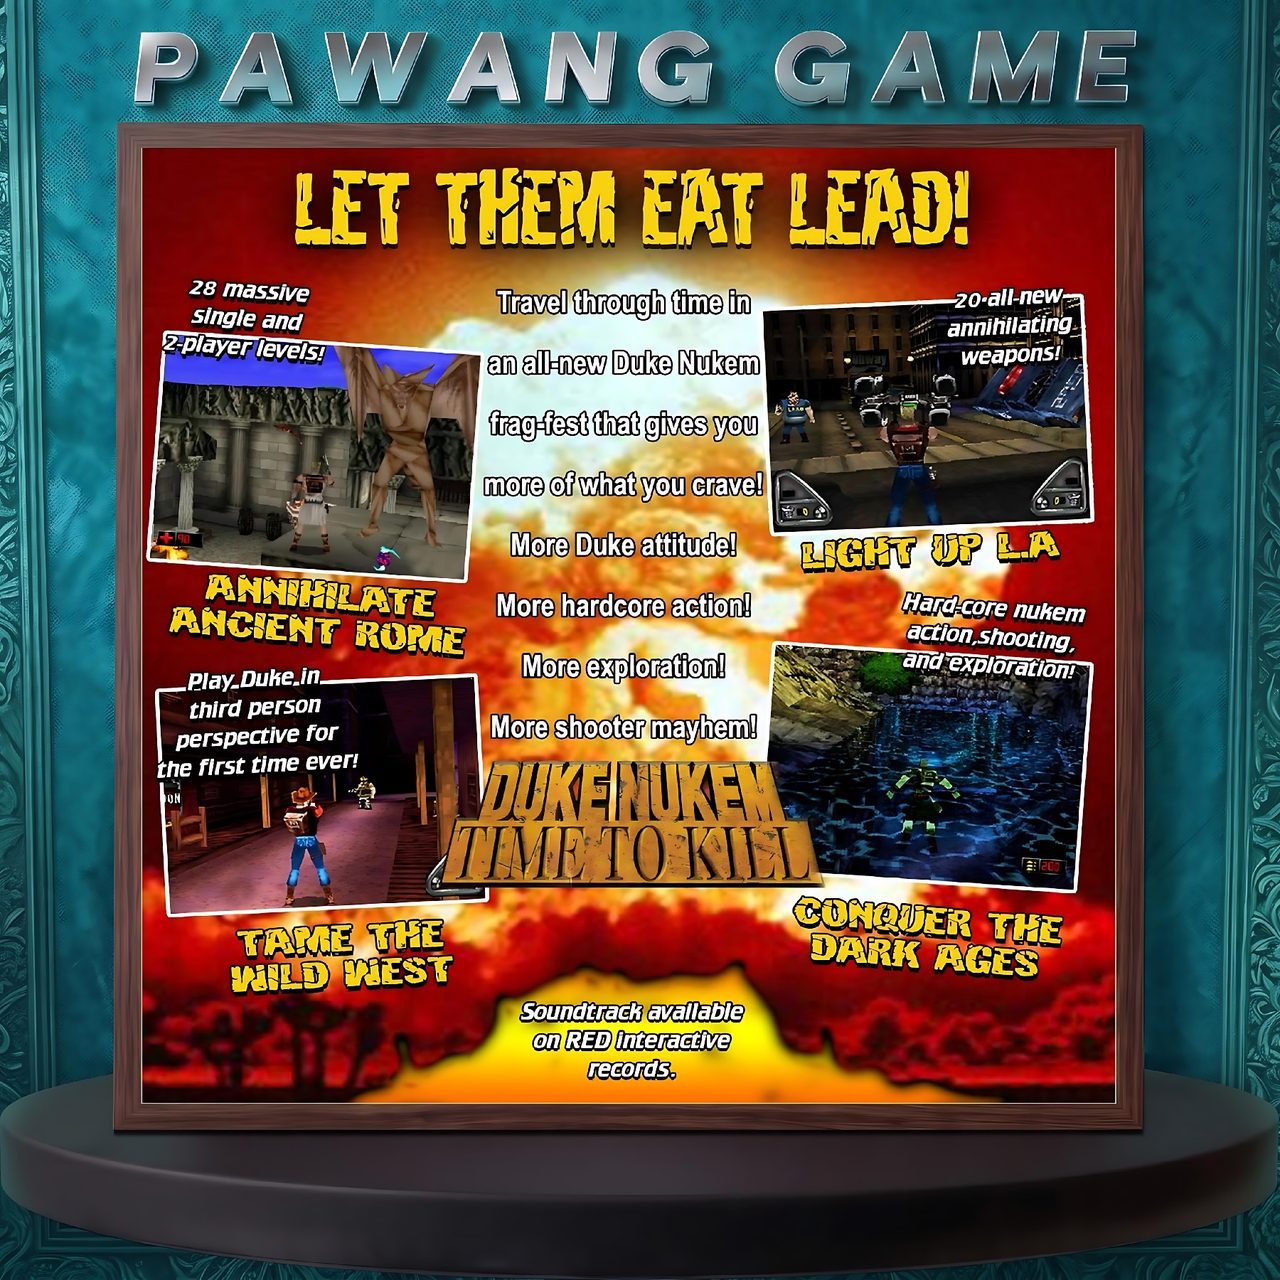 PAWANG GAME
LET THEM EAT LEAD!
28 massive
single and
2-player levels!
ANNIHILATE
ANCIENT ROME
Play Duke in
third person
perspective for
the first time ever!
TAME THE
WILD WEST
Travel through time in
an all-new Duke Nukem
frag-fest that gives you
more of what you crave!
More Duke attitude!
More hardcore action!
More exploration!
More shooter mayhem!
DUKE NUKEM
TIME TO KILL
20 all-new
annihilating
weapons!
LIGHT UP L.A
Hard-core nukem
action,shooting,
and exploration!
200
CONQUER THE
DARK AGES
Soundtrack available
on RED interactive
records.